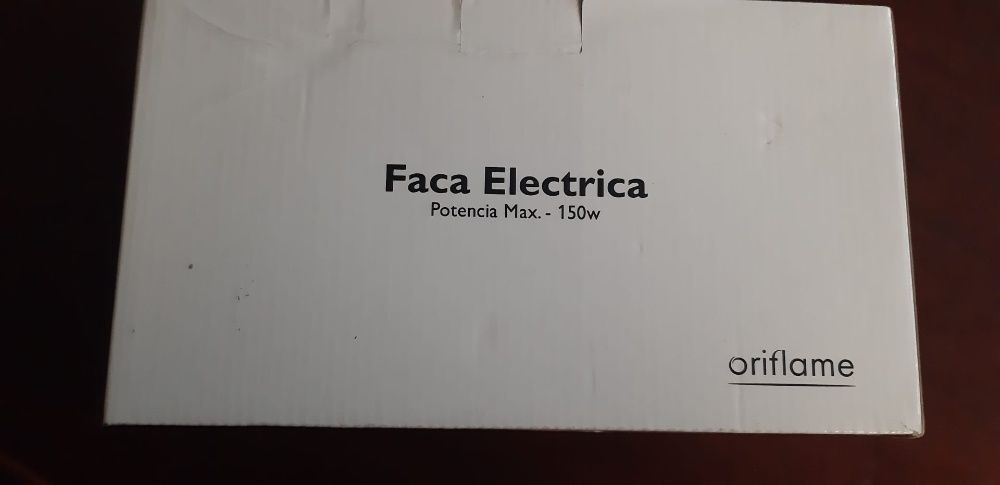 Faca Electrica
Potencia Max. - 150w
oriflame